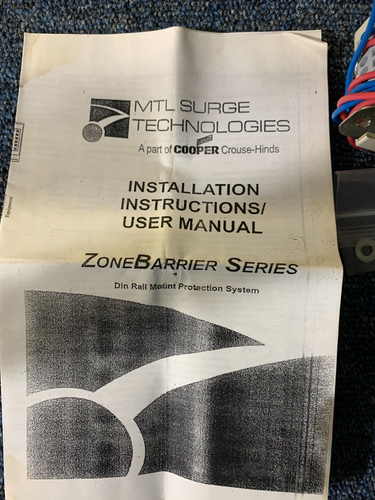 MTL SURGE
TECHNOLOGIES
A part of COOPER Crouse-Hinds
INSTALLATION
INSTRUCTIONS/
USER MANUAL
ZONEBARRIER SERIES
Din Rail Mount Protection System